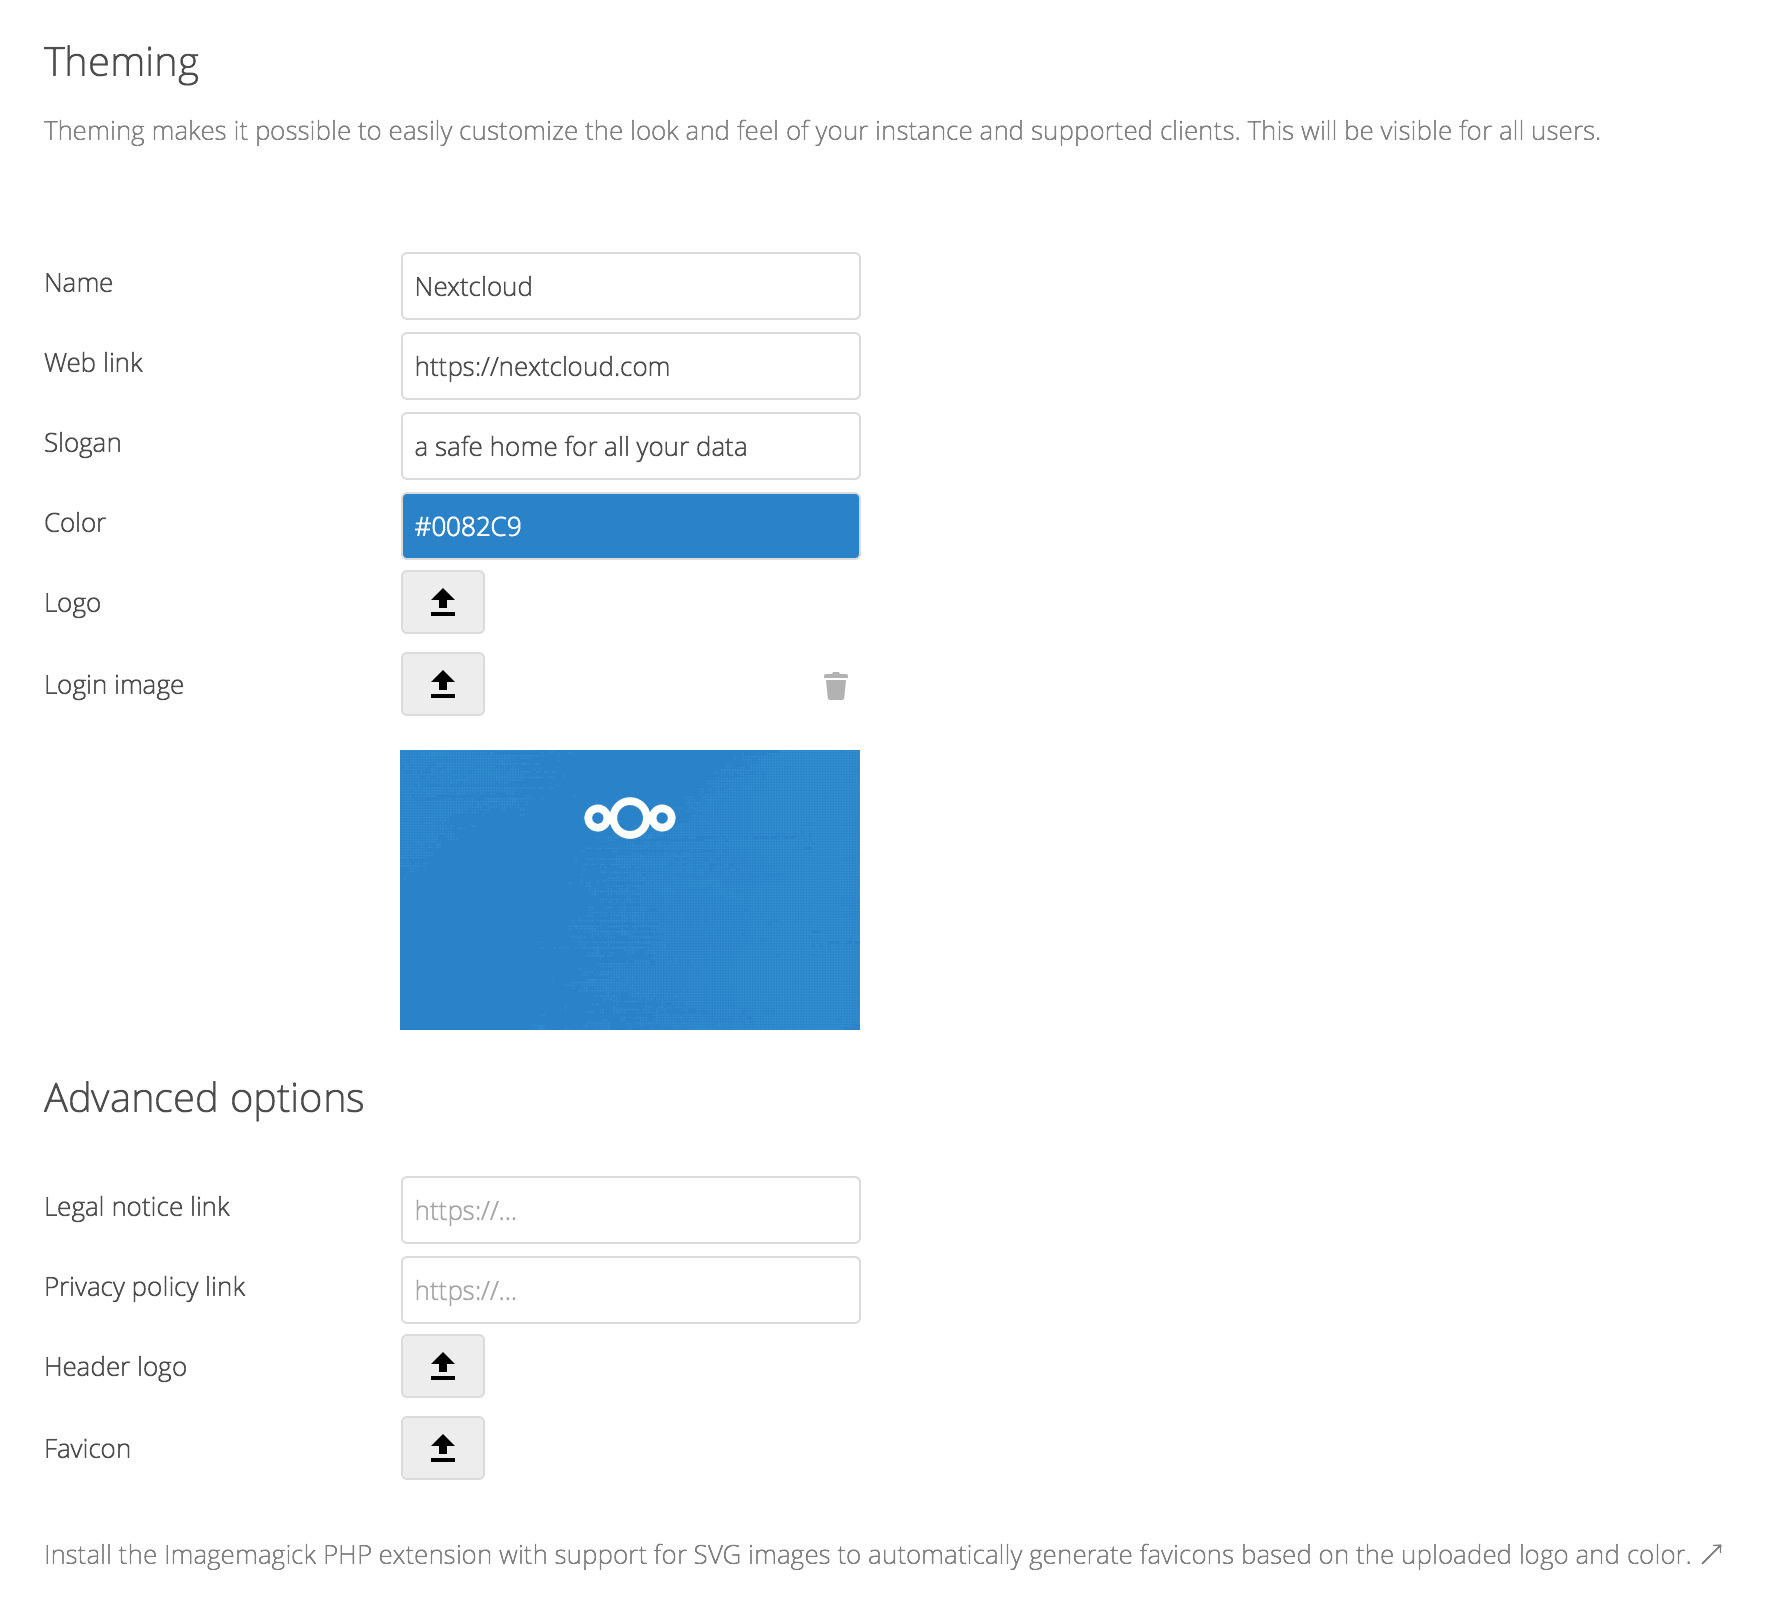 Theming
Theming makes it possible to easily customize the look and feel of your instance and supported clients. This will be visible for all users.
Name
Nextcloud
Web link
https://nextcloud.com
Slogan
a safe home for all your data
Color
#0082C9
Logo
Login image
Advanced options
Legal notice link
https://...
Privacy policy link
https://...
Header logo
Favicon
Install the Imagemagick PHP extension with support for SVG images to automatically generate favicons based on the uploaded logo and color. ↗